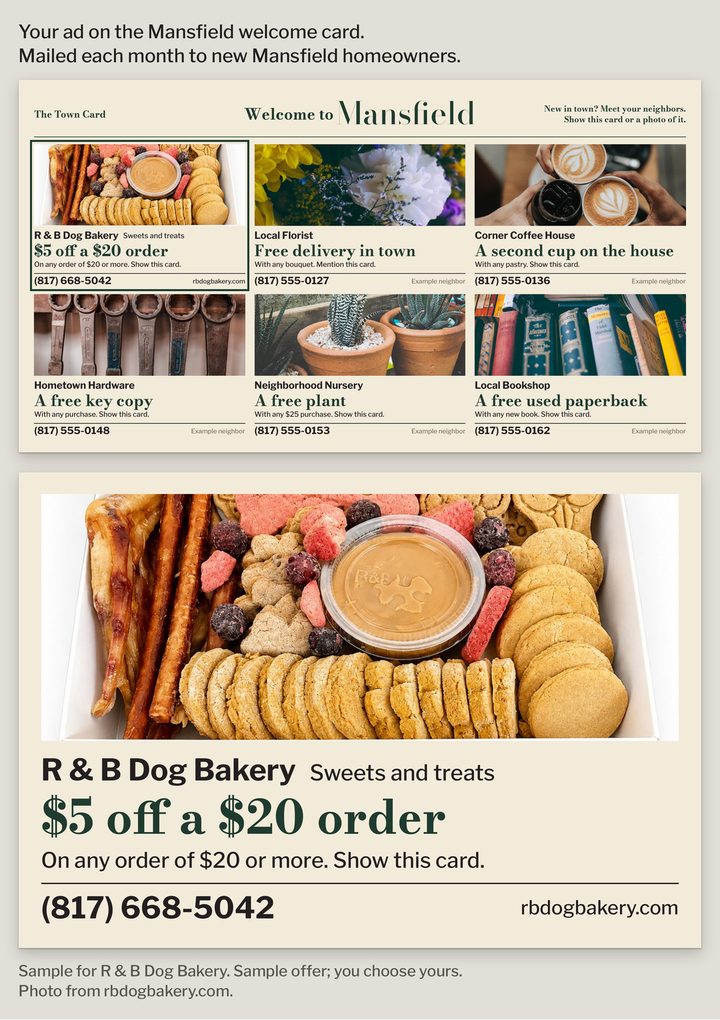 Your ad on the Mansfield welcome card.
Mailed each month to new Mansfield homeowners.
The Town Card
Welcome to Mansfield
New in town? Meet your neighbors.
Show this card or a photo of it.
R & B Dog Bakery Sweets and treats
$5 off a $20 order
On any order of $20 or more. Show this card.
(817) 668-5042 rbdogbakery.com
Local Florist
Free delivery in town
With any bouquet. Mention this card.
(817) 555-0127 Example neighbor
Corner Coffee House
A second cup on the house
With any pastry. Show this card.
(817) 555-0136 Example neighbor
Hometown Hardware
A free key copy
With any purchase. Show this card.
(817) 555-0148 Example neighbor
Neighborhood Nursery
A free plant
With any $25 purchase. Show this card.
(817) 555-0153 Example neighbor
Local Bookshop
A free used paperback
With any new book. Show this card.
(817) 555-0162 Example neighbor
R & B Dog Bakery Sweets and treats
$5 off a $20 order
On any order of $20 or more. Show this card.
(817) 668-5042 rbdogbakery.com
Sample for R & B Dog Bakery. Sample offer; you choose yours.
Photo from rbdogbakery.com.